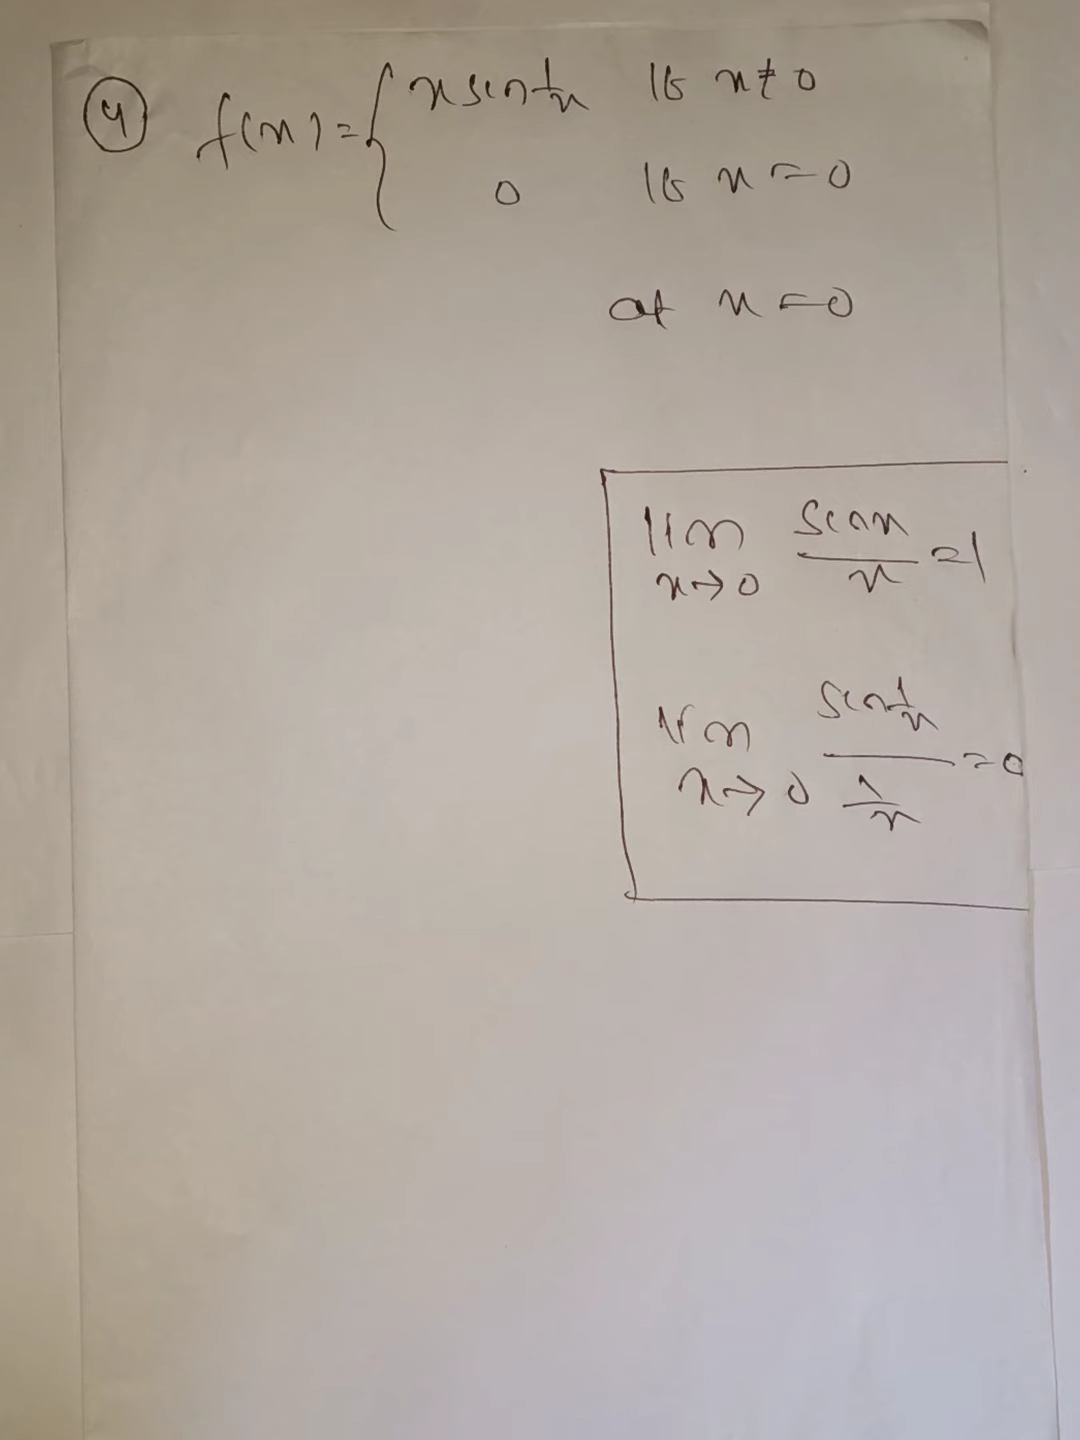 ④ f(x) = { x sin 1/x if x ≠ 0
0 if x = 0
at x = 0
lim x→0 sin x / x = 1
lim x→0 sin 1/x / 1/x = 0